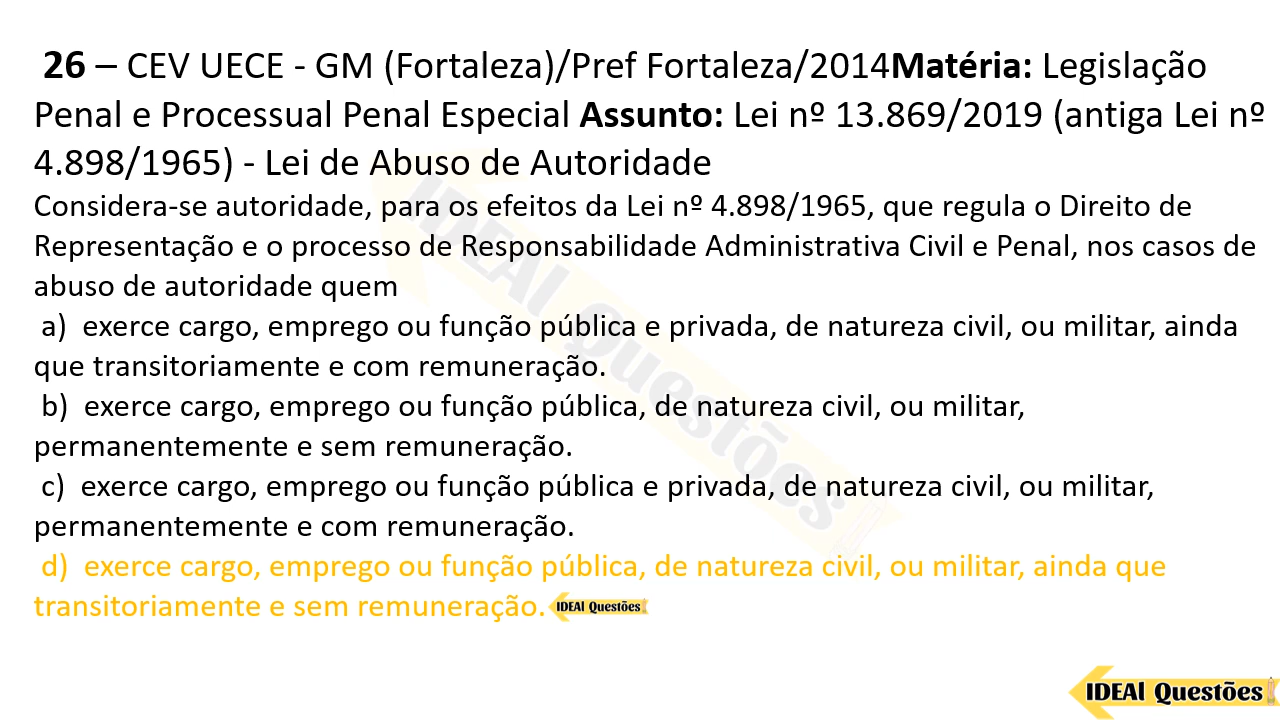 26 – CEV UECE - GM (Fortaleza)/Pref Fortaleza/2014Matéria: Legislação
Penal e Processual Penal Especial Assunto: Lei nº 13.869/2019 (antiga Lei nº
4.898/1965) - Lei de Abuso de Autoridade
Considera-se autoridade, para os efeitos da Lei nº 4.898/1965, que regula o Direito de
Representação e o processo de Responsabilidade Administrativa Civil e Penal, nos casos de
abuso de autoridade quem
a) exerce cargo, emprego ou função pública e privada, de natureza civil, ou militar, ainda
que transitoriamente e com remuneração.
b) exerce cargo, emprego ou função pública, de natureza civil, ou militar,
permanentemente e sem remuneração.
c) exerce cargo, emprego ou função pública e privada, de natureza civil, ou militar,
permanentemente e com remuneração.
d) exerce cargo, emprego ou função pública, de natureza civil, ou militar, ainda que
transitoriamente e sem remuneração. IDEAl Questões
IDEAl Questões
IDEAl Questões